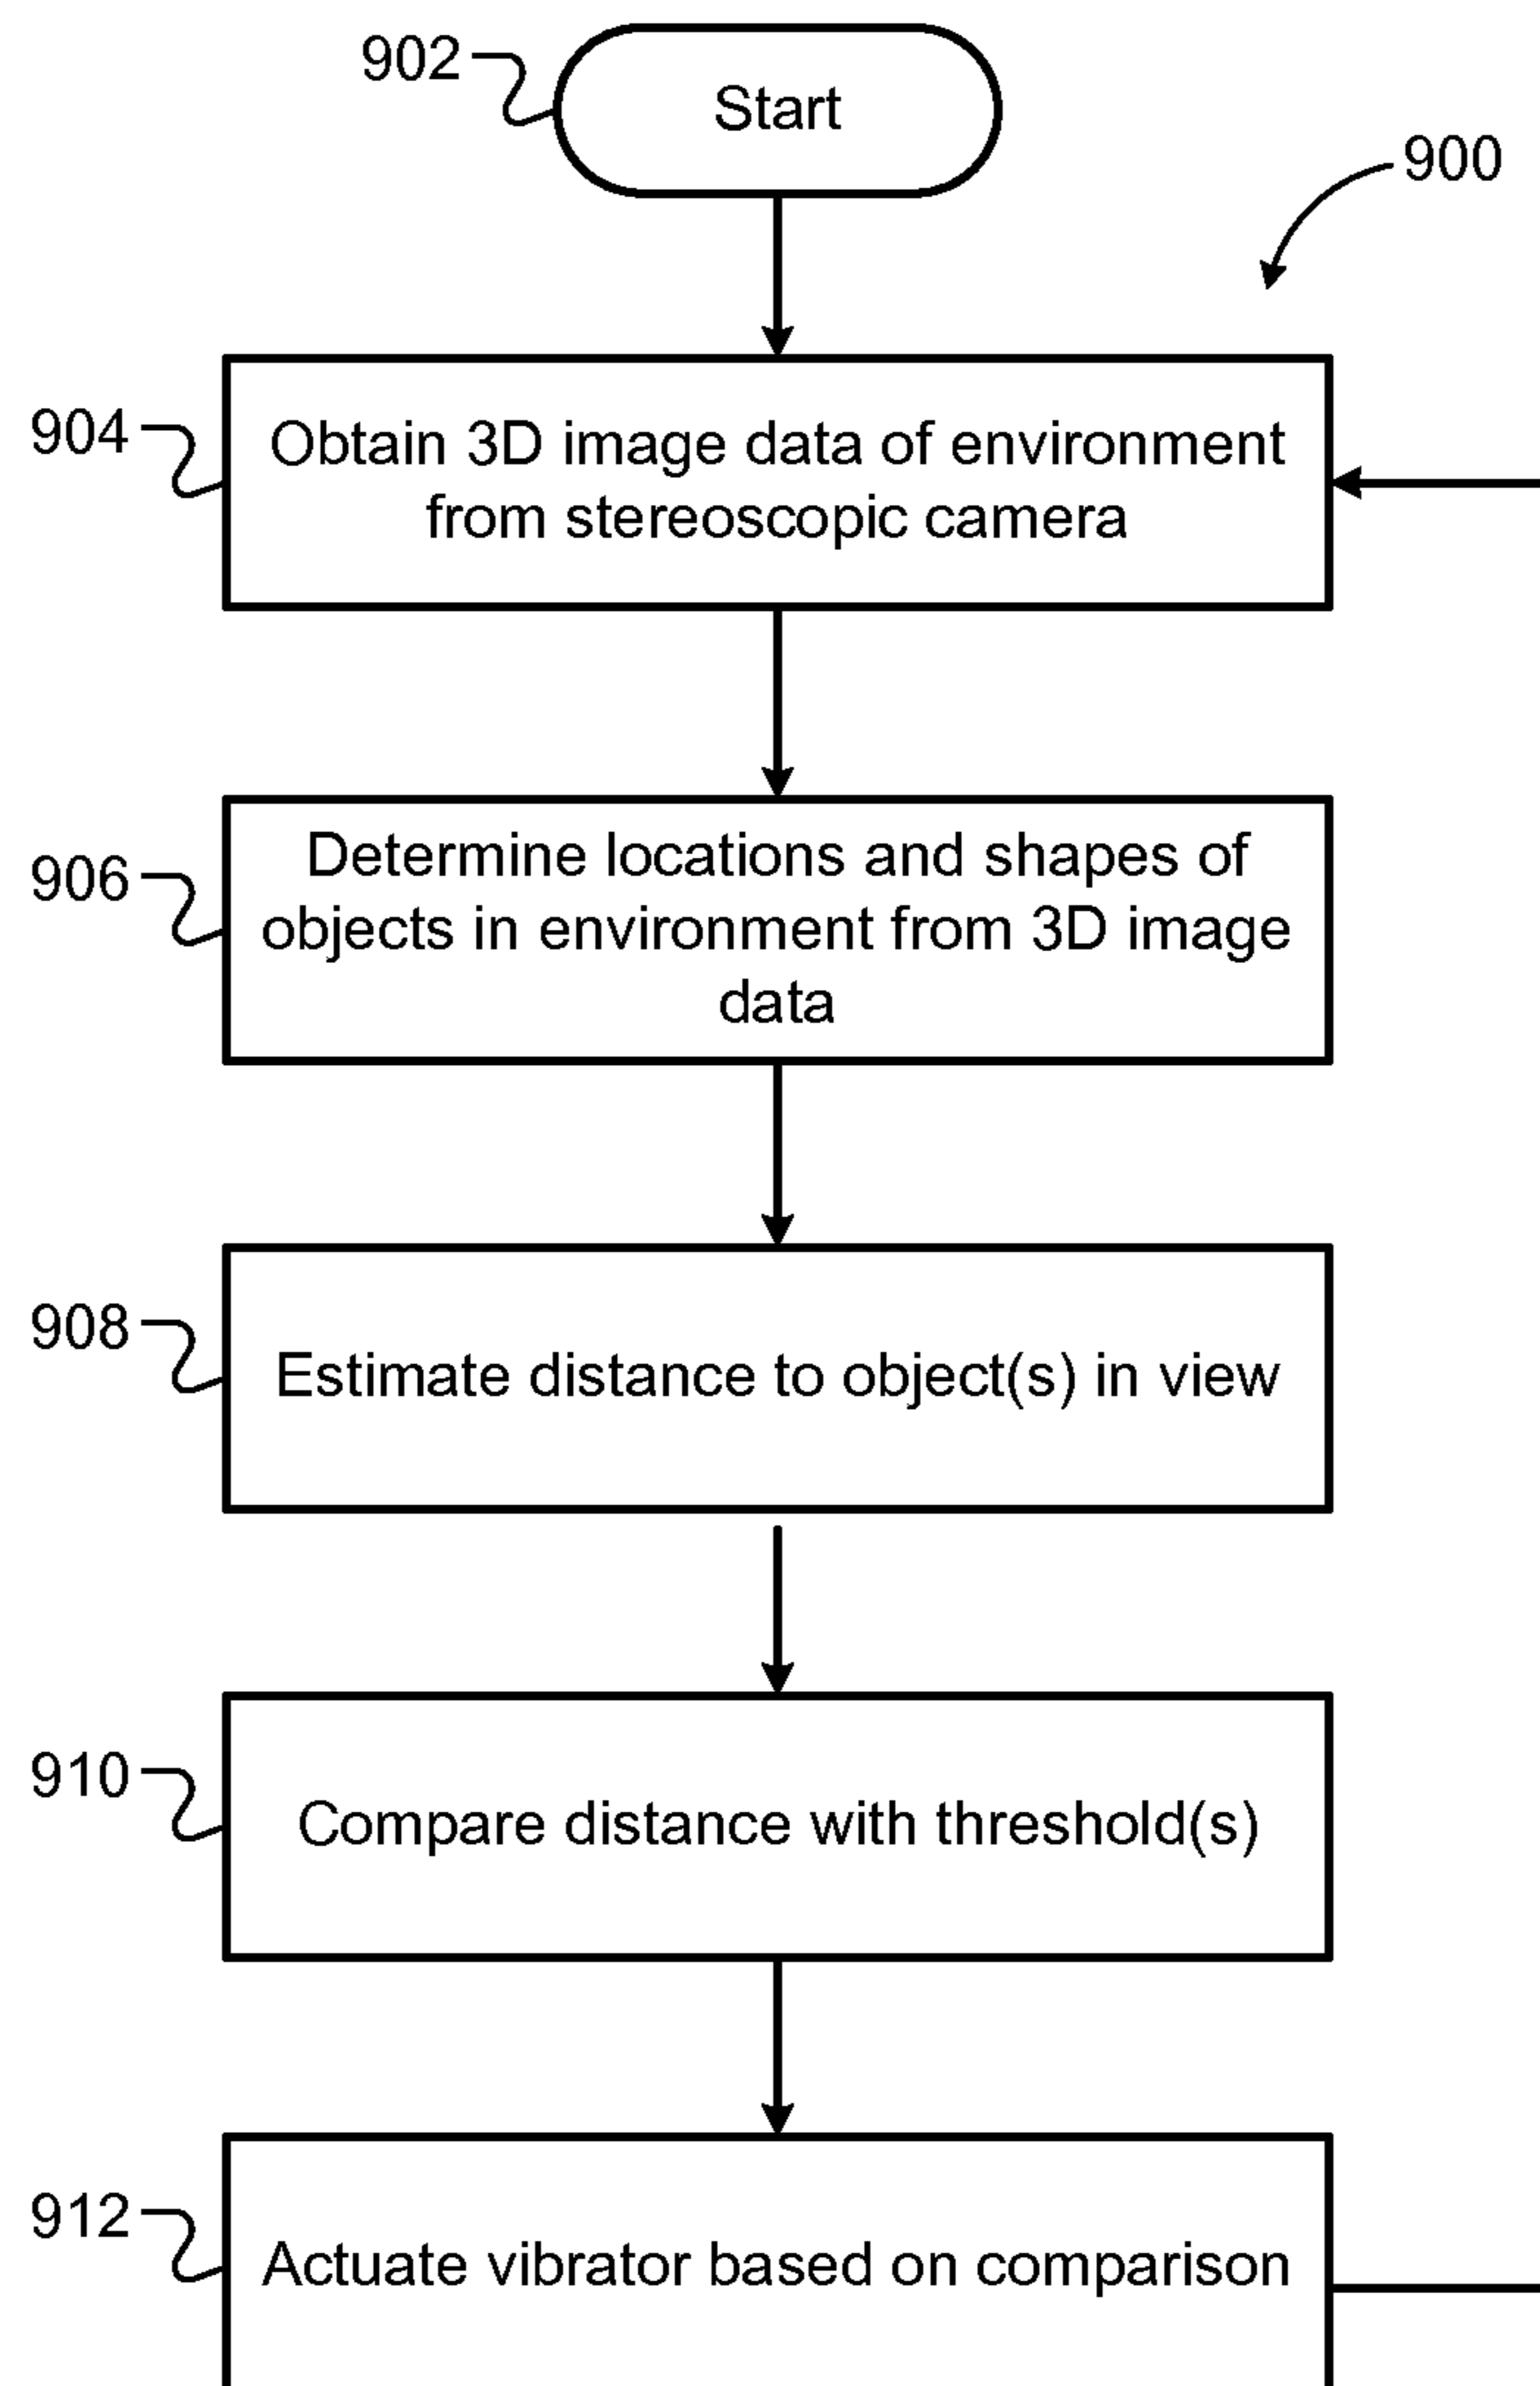 902
Start
900
904
Obtain 3D image data of environment
from stereoscopic camera
906
Determine locations and shapes of
objects in environment from 3D image
data
908
Estimate distance to object(s) in view
910
Compare distance with threshold(s)
912
Actuate vibrator based on comparison